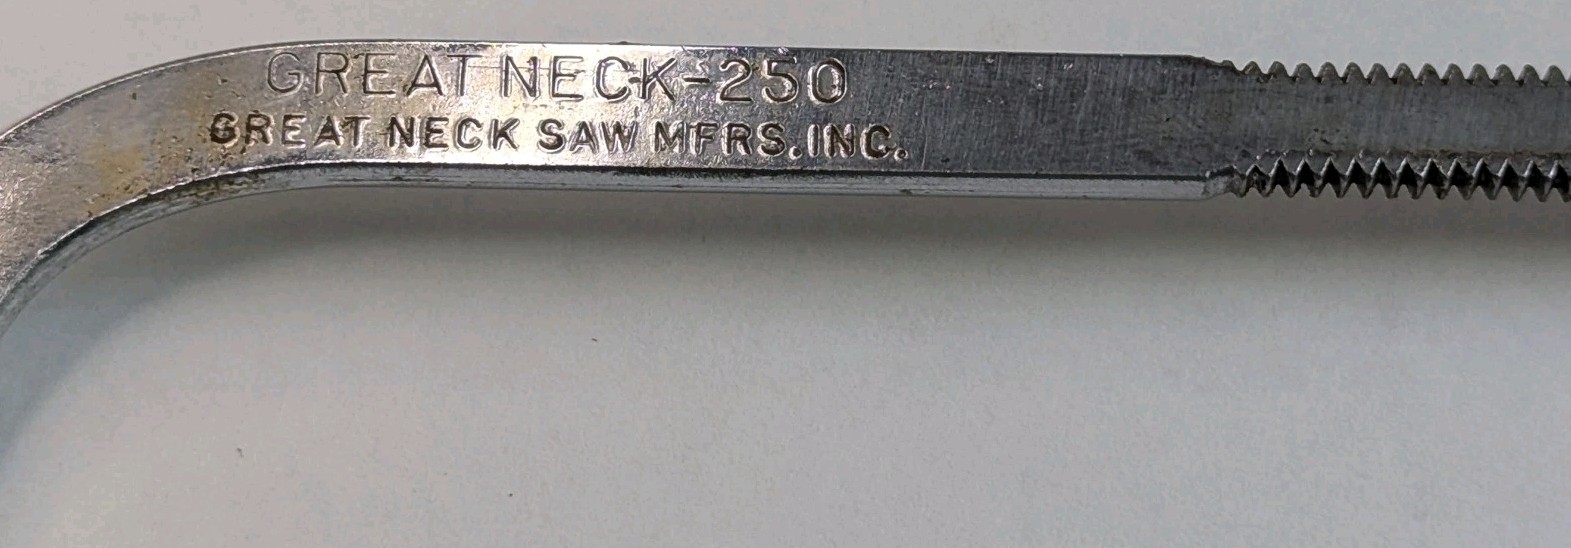 GREAT NECK-250
GREAT NECK SAW MFRS.INC.